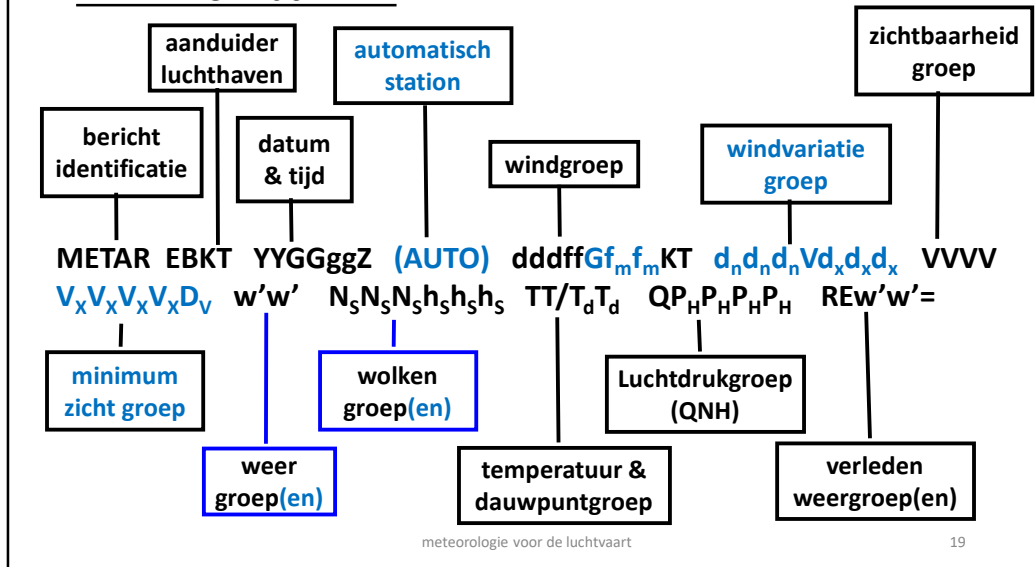 aanduider
luchthaven
automatisch
station
zichtbaarheid
groep
bericht
identificatie
datum
& tijd
windgroep
windvariatie
groep
METAR EBKT YYGGggZ (AUTO) dddffGfmfmKT dndndnVdxdxdx VVVV
VXVXVXVXDV w'w' NSNSNShShShS TT/TdTd QPHPHPHPH REw'w'=
minimum
zicht groep
wolken
groep(en)
Luchtdrukgroep
(QNH)
weer
groep(en)
temperatuur &
dauwpuntgroep
verleden
weergroep(en)
meteorologie voor de luchtvaart 19